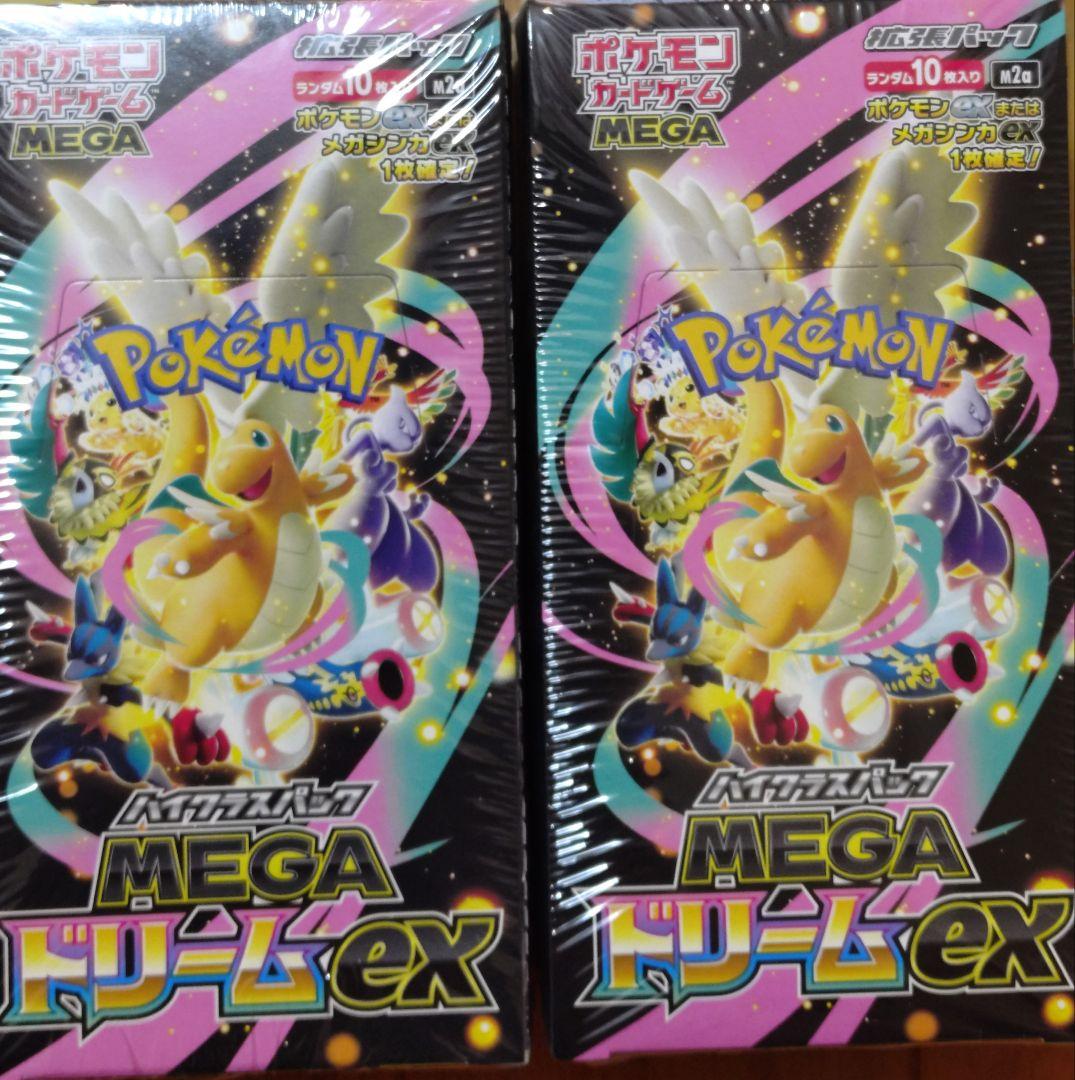 ポケモン
カードゲーム
MEGA
拡張パック
ランダム10枚入り M2a
ポケモンexまたは
メガシンカex
1枚確定!
POKéMON
ハイクラスパック
MEGA
ドリームex
ポケモン
カードゲーム
MEGA
拡張パック
ランダム10枚入り M2a
ポケモンexまたは
メガシンカex
1枚確定!
POKéMON
ハイクラスパック
MEGA
ドリームex